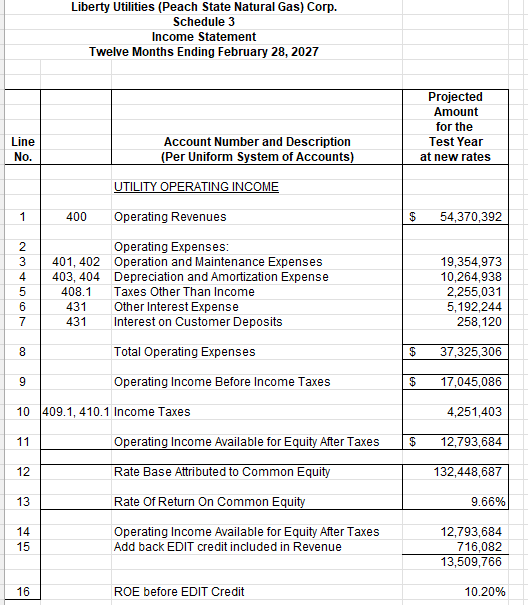 Liberty Utilities (Peach State Natural Gas) Corp.
Schedule 3
Income Statement
Twelve Months Ending February 28, 2027
Projected
Amount
for the
Line Account Number and Description Test Year
No. (Per Uniform System of Accounts) at new rates
UTILITY OPERATING INCOME
1 400 Operating Revenues $ 54,370,392
2 Operating Expenses:
3 401, 402 Operation and Maintenance Expenses 19,354,973
4 403, 404 Depreciation and Amortization Expense 10,264,938
5 408.1 Taxes Other Than Income 2,255,031
6 431 Other Interest Expense 5,192,244
7 431 Interest on Customer Deposits 258,120
8 Total Operating Expenses $ 37,325,306
9 Operating Income Before Income Taxes $ 17,045,086
10 409.1, 410.1 Income Taxes 4,251,403
11 Operating Income Available for Equity After Taxes $ 12,793,684
12 Rate Base Attributed to Common Equity 132,448,687
13 Rate Of Return On Common Equity 9.66%
14 Operating Income Available for Equity After Taxes 12,793,684
15 Add back EDIT credit included in Revenue 716,082
13,509,766
16 ROE before EDIT Credit 10.20%